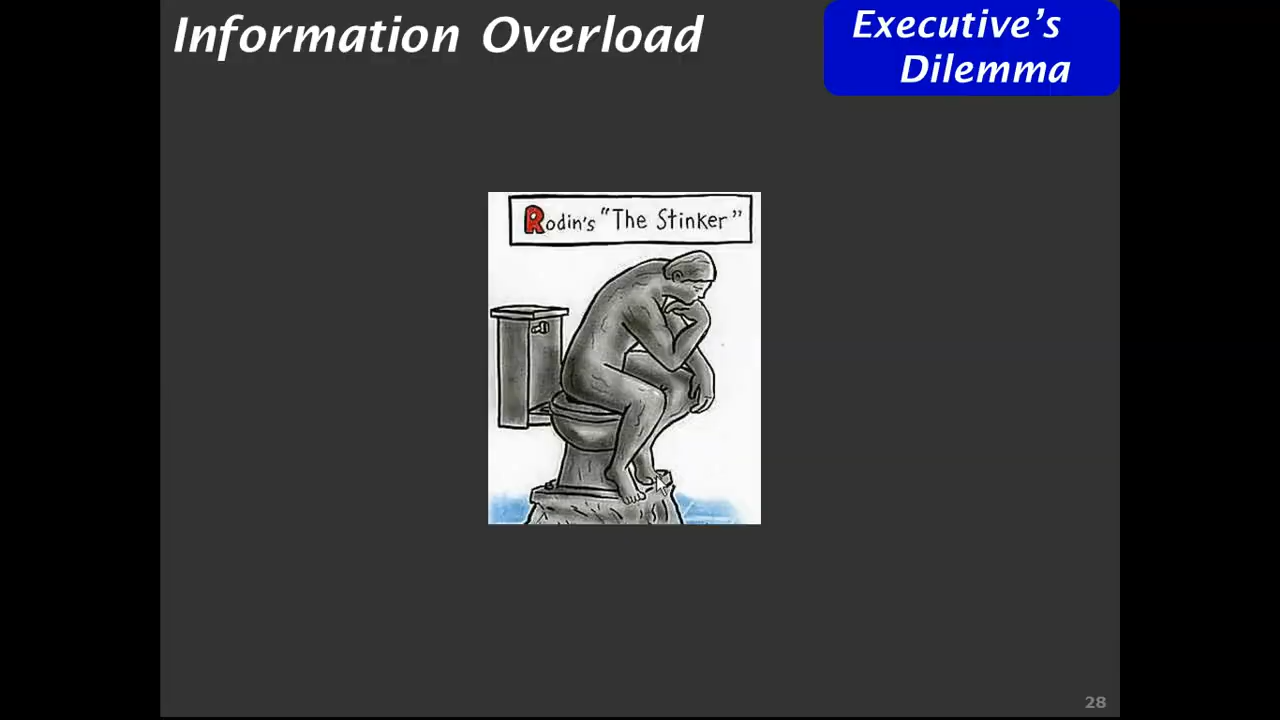 Information Overload
Executive’s
Dilemma
Rodin's “The Stinker”
28